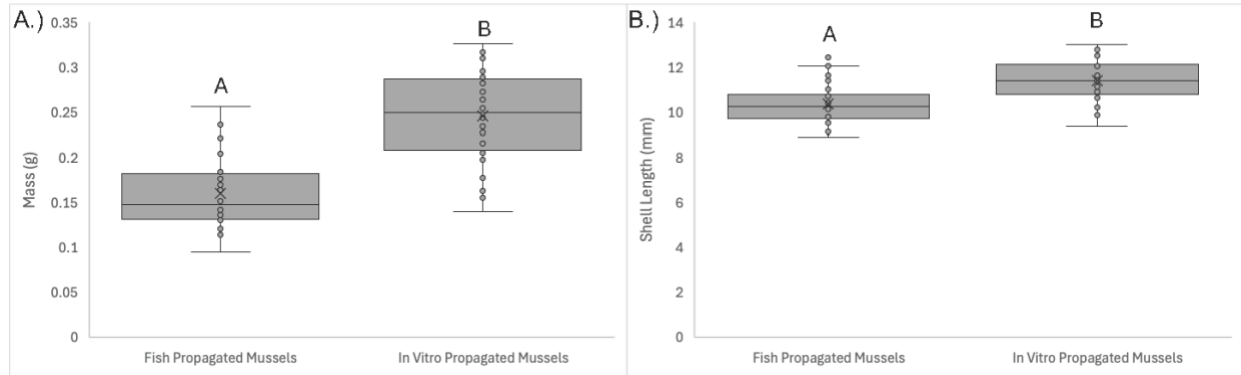 A.)
0.35
0.3
0.25
0.2
0.15
0.1
0.05
0
Mass (g)
A
B
Fish Propagated Mussels
In Vitro Propagated Mussels
B.)
14
12
10
8
6
4
2
0
Shell Length (mm)
A
B
Fish Propagated Mussels
In Vitro Propagated Mussels